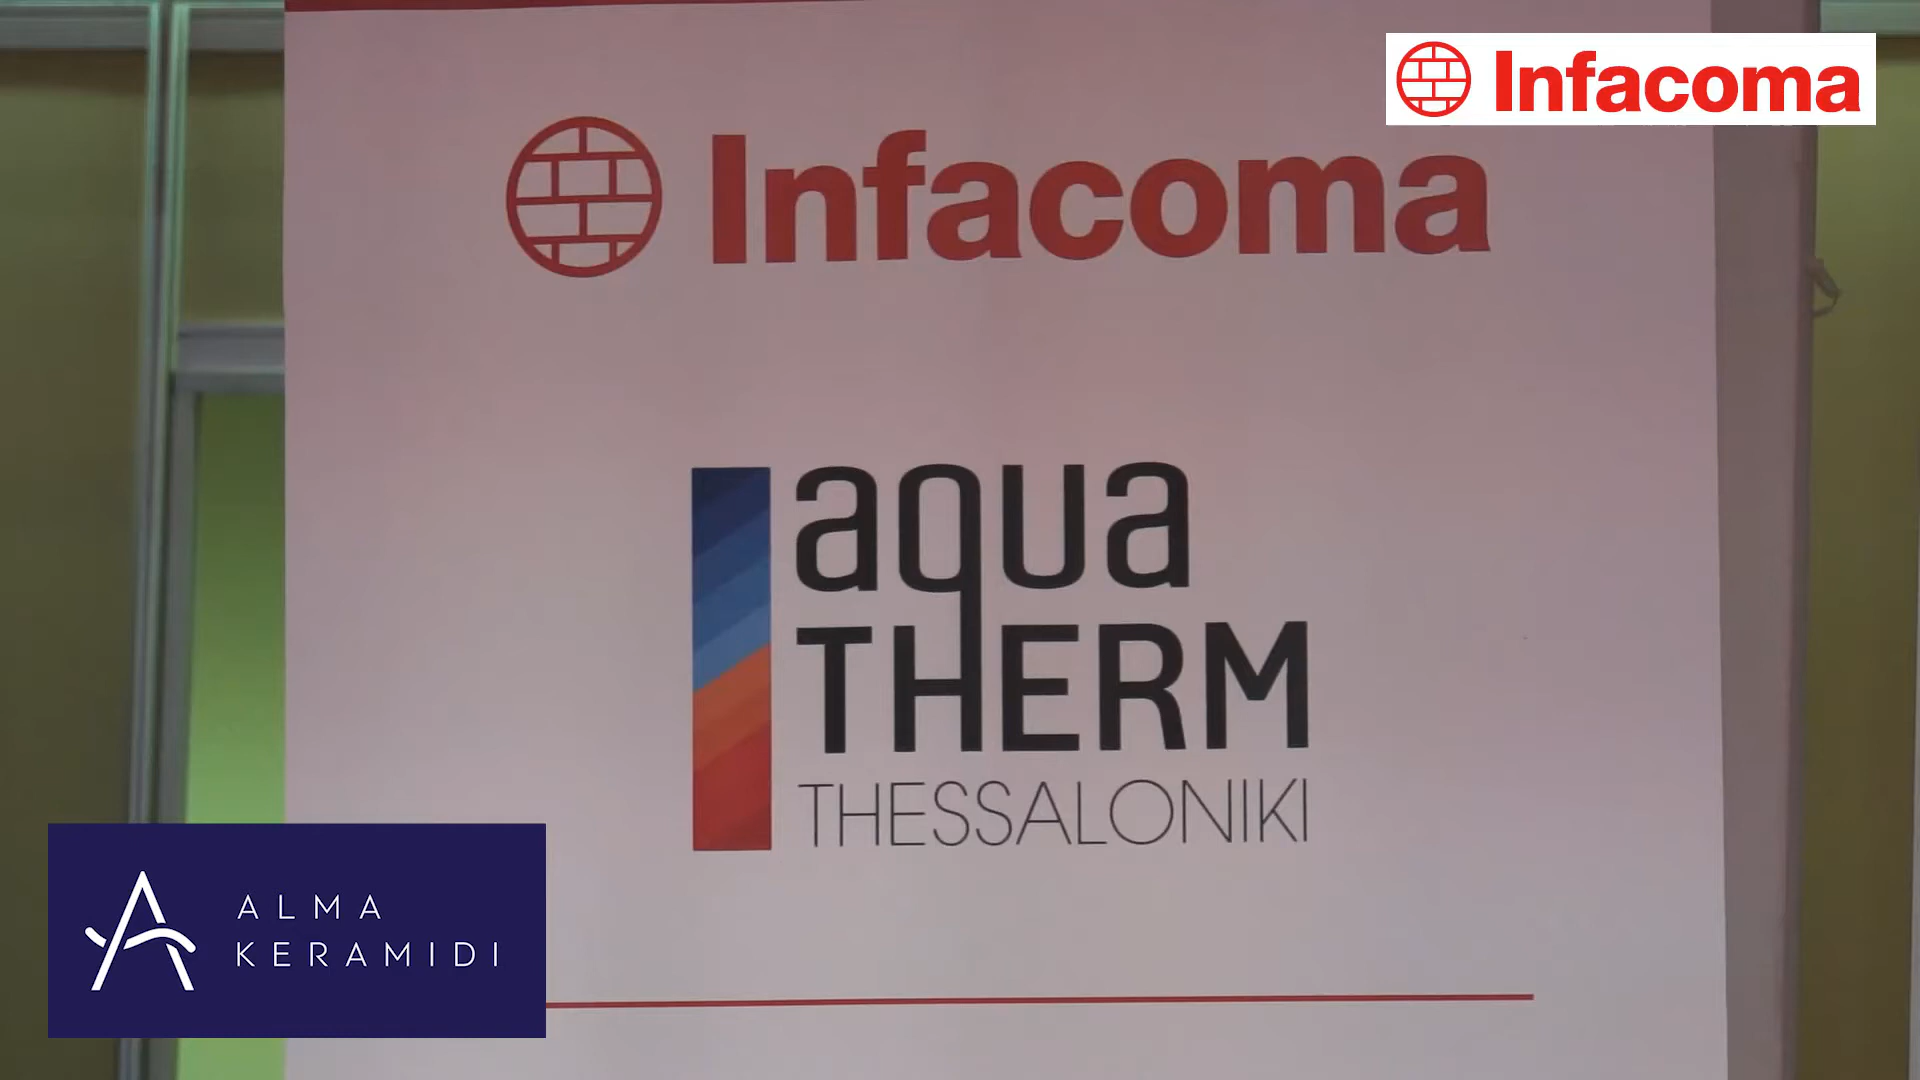 Infacoma
Infacoma
aqua
THERM
THESSALONIKI
ALMA
KERAMIDI